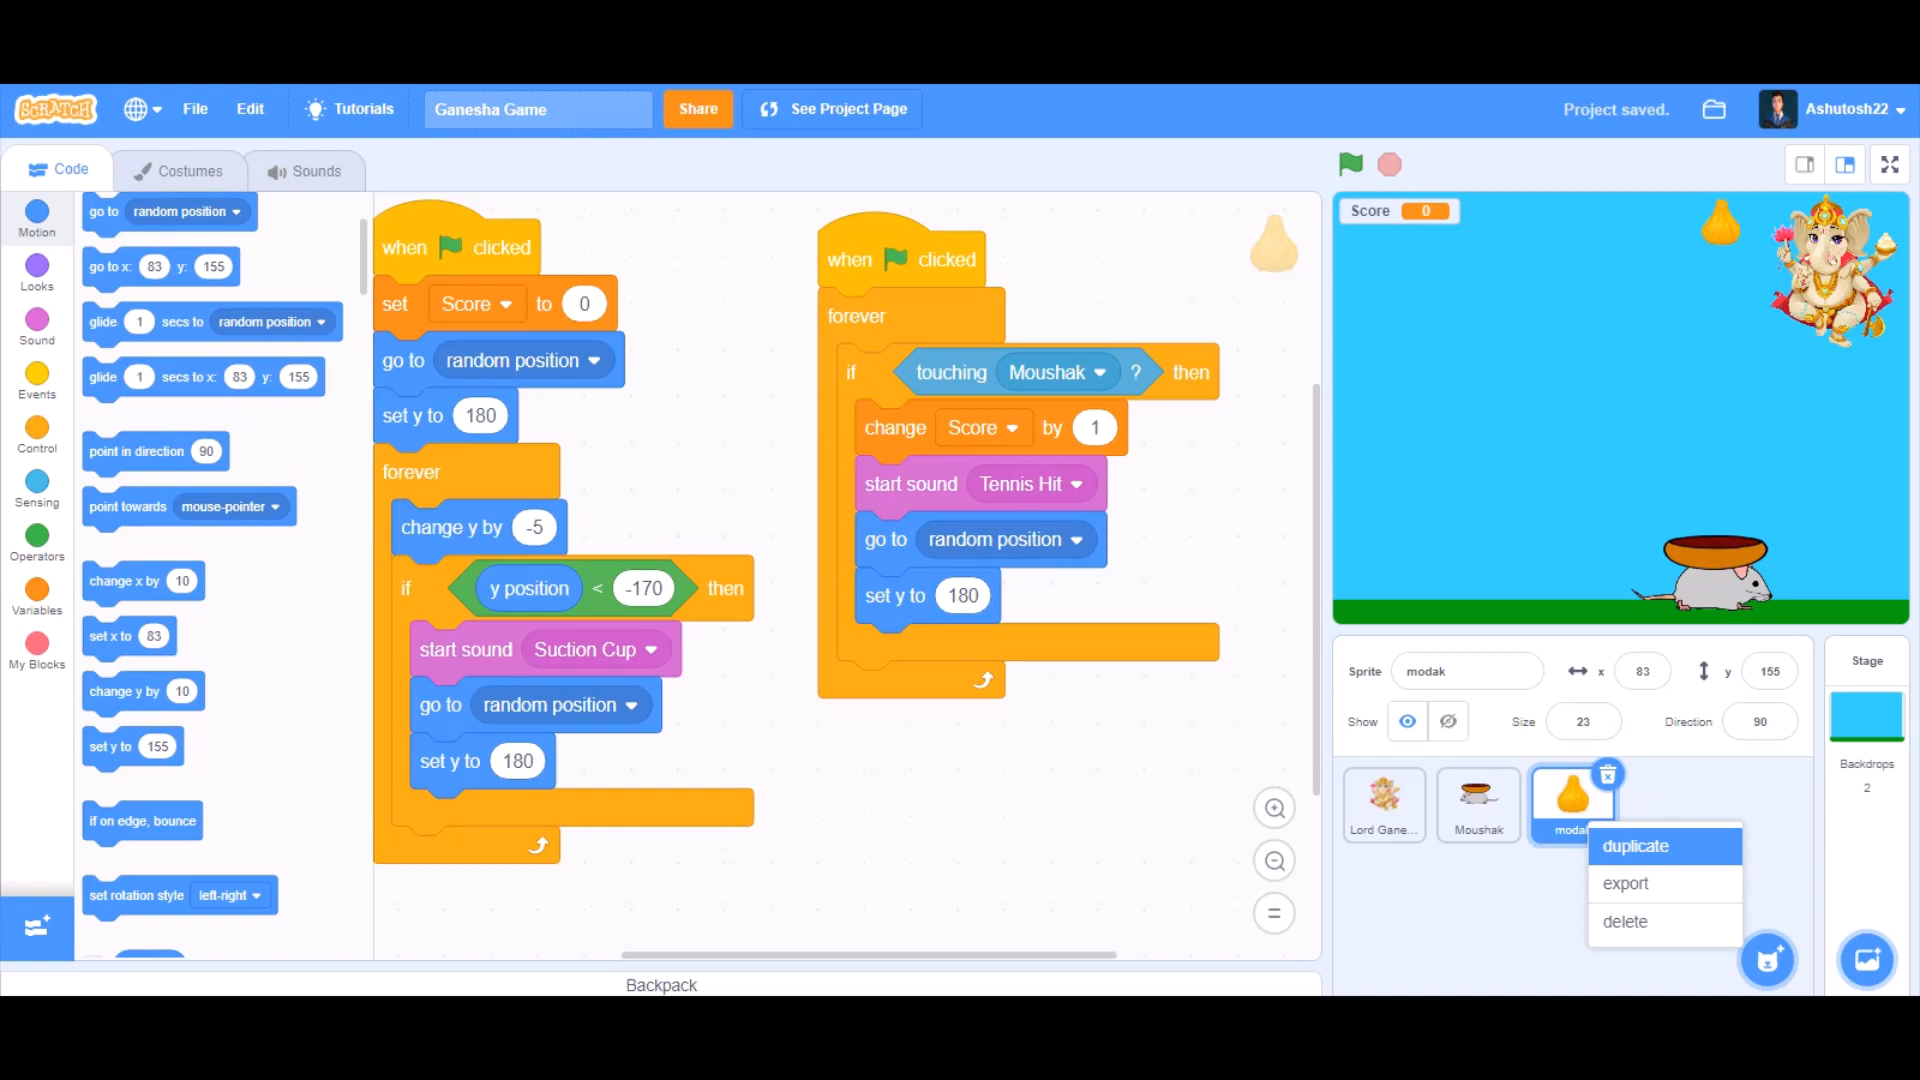 SCRATCH
File
Edit
Tutorials
Ganesha Game
Share
See Project Page
Project saved.
Ashutosh22
Code
Costumes
Sounds
Motion
Looks
Sound
Events
Control
Sensing
Operators
Variables
My Blocks
go to random position
go to x: 83 y: 155
glide 1 secs to random position
glide 1 secs to x: 83 y: 155
point in direction 90
point towards mouse-pointer
change x by 10
set x to 83
change y by 10
set y to 155
if on edge, bounce
set rotation style left-right
when clicked
set Score to 0
go to random position
set y to 180
forever
change y by -5
if y position < -170 then
start sound Suction Cup
go to random position
set y to 180
when clicked
forever
if touching Moushak ? then
change Score by 1
start sound Tennis Hit
go to random position
set y to 180
Backpack
Score 0
Sprite modak x 83 y 155
Show Size 23 Direction 90
Lord Gane...
Moushak
modak
duplicate
export
delete
Stage
Backdrops
2